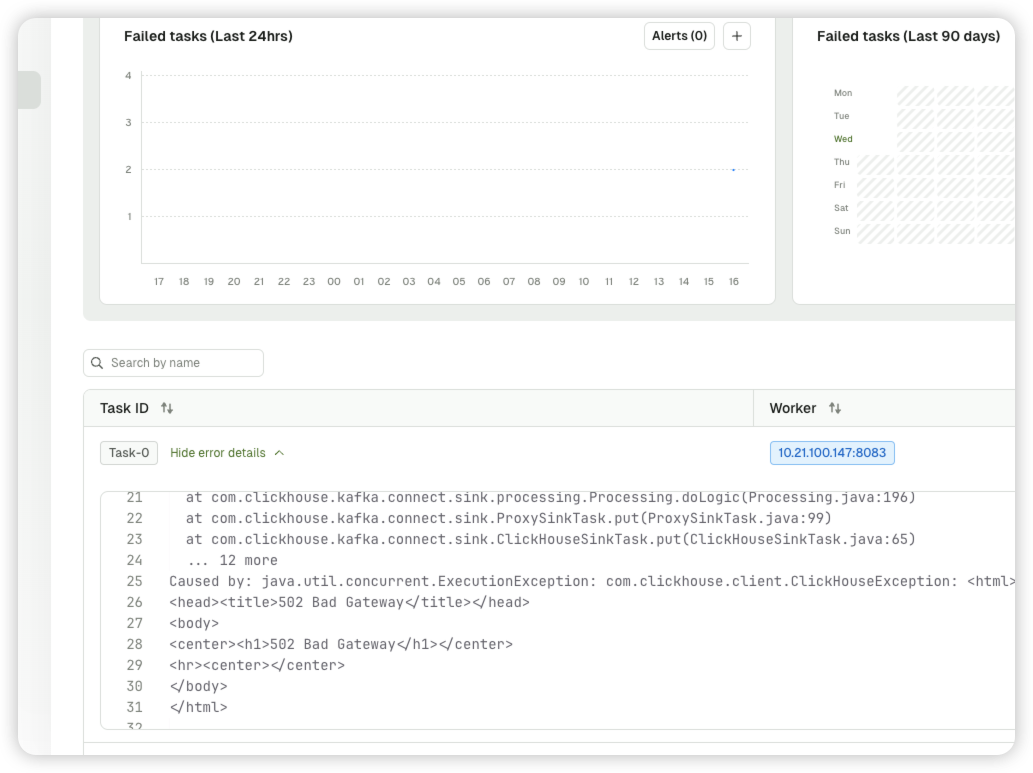 Failed tasks (Last 24hrs)
Alerts (0)
+
4
3
2
1
17 18 19 20 21 22 23 00 01 02 03 04 05 06 07 08 09 10 11 12 13 14 15 16
Failed tasks (Last 90 days)
Mon
Tue
Wed
Thu
Fri
Sat
Sun
Search by name
Task ID
Worker
Task-0
Hide error details
10.21.100.147:8083
21 at com.clickhouse.kafka.connect.sink.processing.Processing.doLogic(Processing.java:196)
22 at com.clickhouse.kafka.connect.sink.ProxySinkTask.put(ProxySinkTask.java:99)
23 at com.clickhouse.kafka.connect.sink.ClickHouseSinkTask.put(ClickHouseSinkTask.java:65)
24 ... 12 more
25 Caused by: java.util.concurrent.ExecutionException: com.clickhouse.client.ClickHouseException: <html>
26 <head><title>502 Bad Gateway</title></head>
27 <body>
28 <center><h1>502 Bad Gateway</h1></center>
29 <hr><center></center>
30 </body>
31 </html>
32